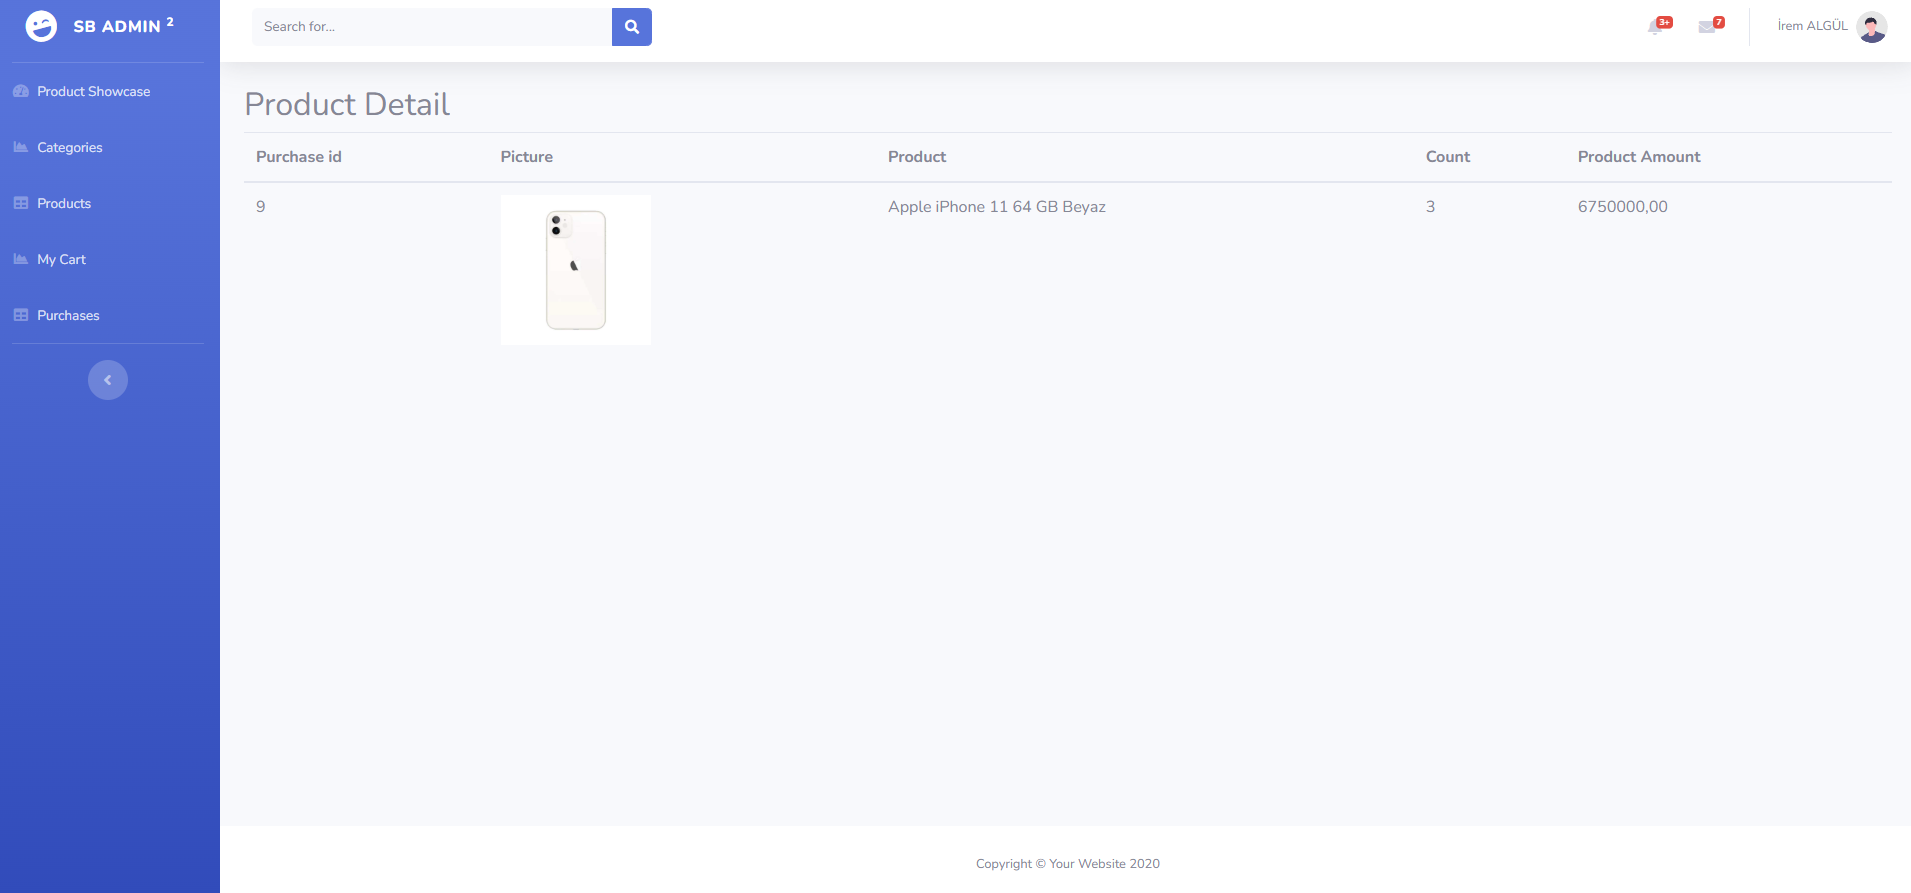 SB ADMIN 2
Search for...
3+
7
İrem ALGÜL
Product Showcase
Categories
Products
My Cart
Purchases
Product Detail
Purchase id Picture Product Count Product Amount
9 Apple iPhone 11 64 GB Beyaz 3 6750000,00
Copyright © Your Website 2020